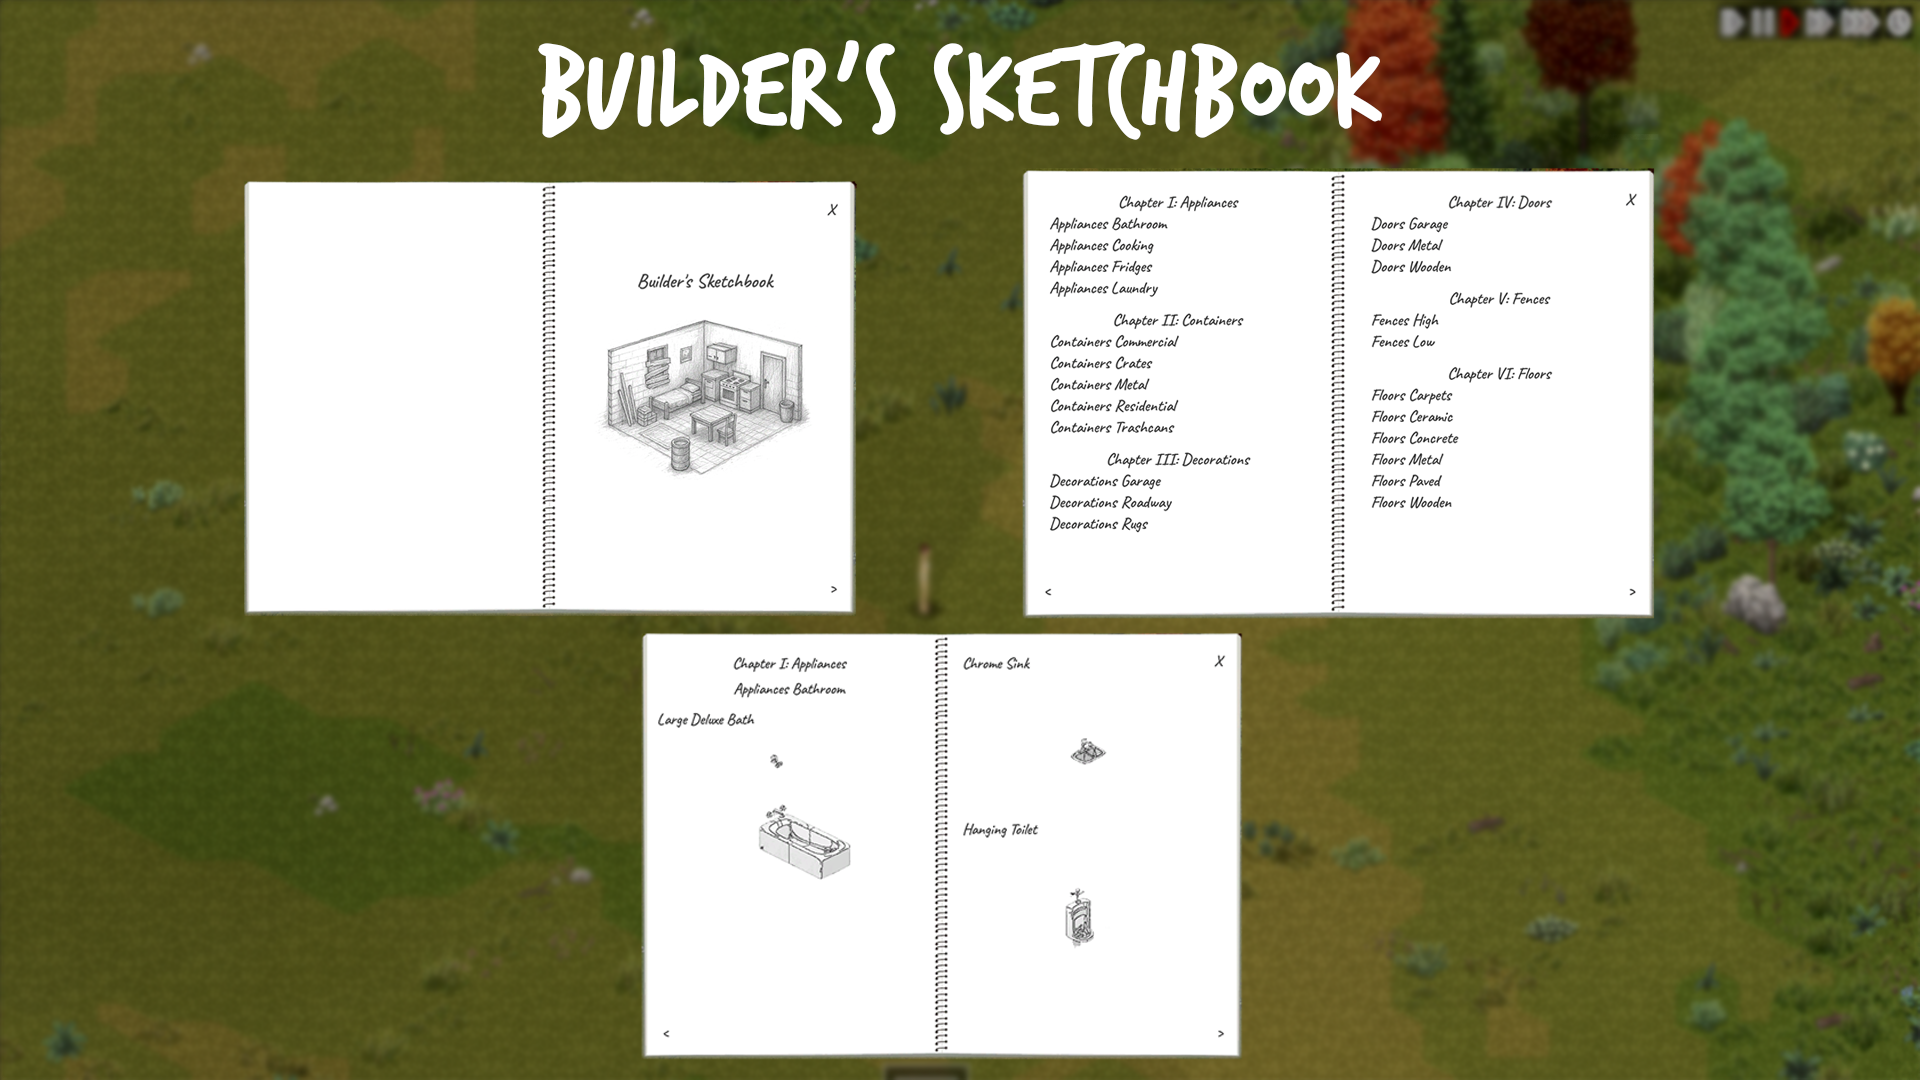 BUILDER'S SKETCHBOOK
X
Builder's Sketchbook
>
Chapter I: Appliances
Appliances Bathroom
Appliances Cooking
Appliances Fridges
Appliances Laundry
Chapter II: Containers
Containers Commercial
Containers Crates
Containers Metal
Containers Residential
Containers Trashcans
Chapter III: Decorations
Decorations Garage
Decorations Roadway
Decorations Rugs
<
Chapter IV: Doors
X
Doors Garage
Doors Metal
Doors Wooden
Chapter V: Fences
Fences High
Fences Low
Chapter VI: Floors
Floors Carpets
Floors Ceramic
Floors Concrete
Floors Metal
Floors Paved
Floors Wooden
>
Chapter I: Appliances
Appliances Bathroom
Large Deluxe Bath
<
Chrome Sink
X
Hanging Toilet
>